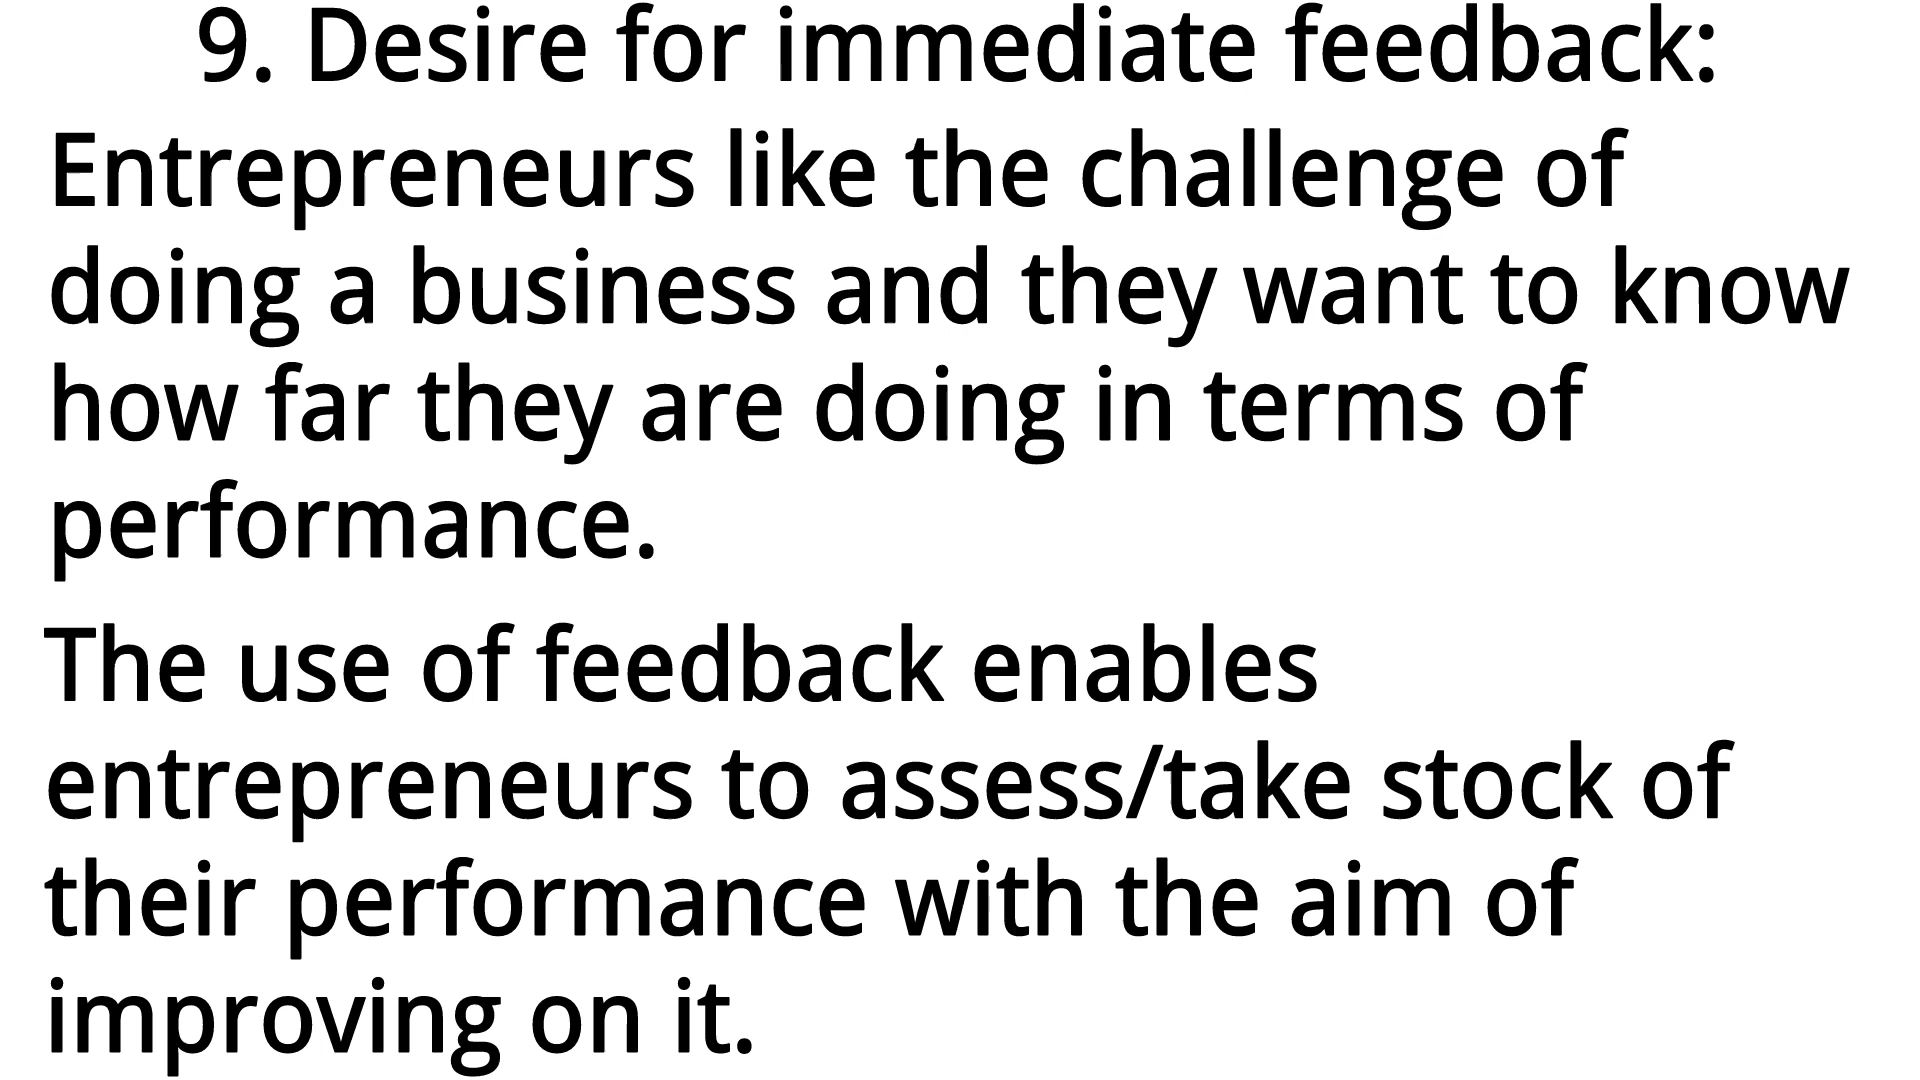 9. Desire for immediate feedback:
Entrepreneurs like the challenge of
doing a business and they want to know
how far they are doing in terms of
performance.
The use of feedback enables
entrepreneurs to assess/take stock of
their performance with the aim of
improving on it.